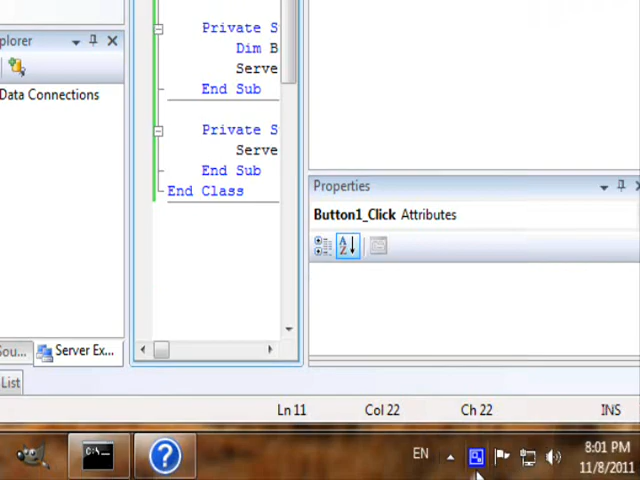 plorer
Data Connections
Private S
Dim B
Serve
End Sub
Private S
Serve
End Sub
End Class
Properties
Button1_Click Attributes
A
Z
Sou...
Server Ex...
List
Ln 11
Col 22
Ch 22
INS
C:\
EN
8:01 PM
11/8/2011